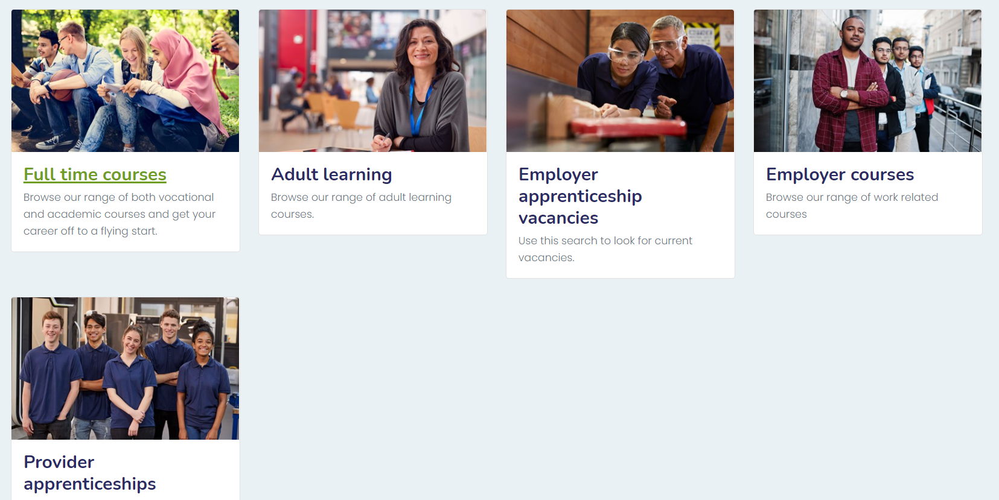 Full time courses
Browse our range of both vocational
and academic courses and get your
career off to a flying start.
Adult learning
Browse our range of adult learning
courses.
Employer
apprenticeship
vacancies
Use this search to look for current
vacancies.
Employer courses
Browse our range of work related
courses
Provider
apprenticeships